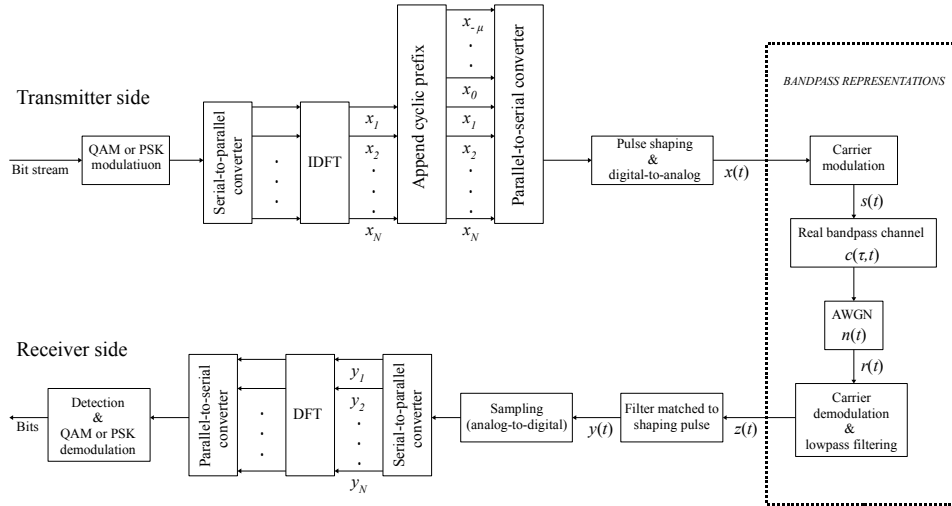 Transmitter side
Bit stream
QAM or PSK
modulatiuon
Serial-to-parallel
converter
IDFT
x1
x2
xN
Append cyclic prefix
x-μ
x0
x1
x2
xN
Parallel-to-serial converter
Pulse shaping
&
digital-to-analog
x(t)
BANDPASS REPRESENTATIONS
Carrier
modulation
s(t)
Real bandpass channel
c(τ,t)
AWGN
n(t)
r(t)
Carrier
demodulation
&
lowpass filtering
Receiver side
Bits
Detection
&
QAM or PSK
demodulation
Parallel-to-serial
converter
DFT
y1
y2
yN
Serial-to-parallel
converter
Sampling
(analog-to-digital)
y(t)
Filter matched to
shaping pulse
z(t)